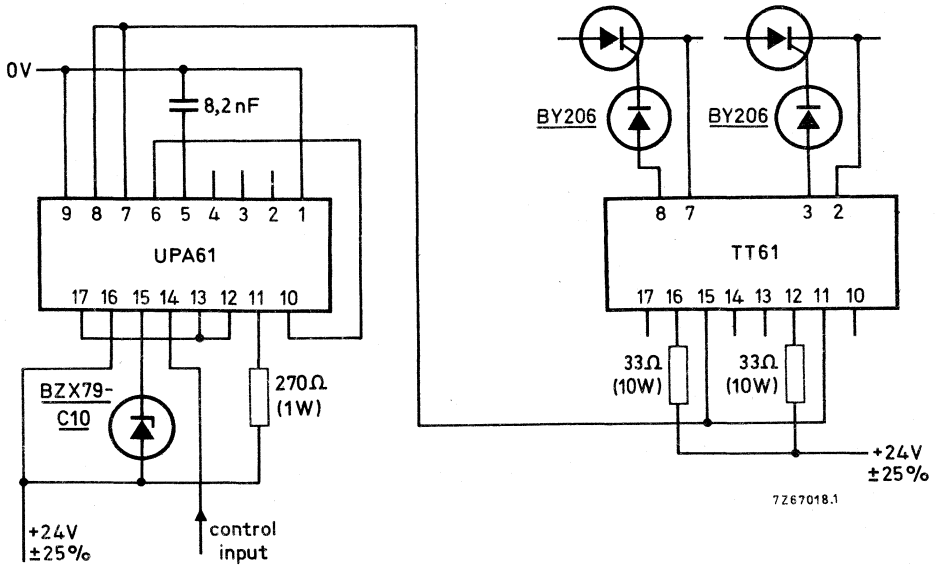 0V
8,2nF
9 8 7 6 5 4 3 2 1
UPA61
17 16 15 14 13 12 11 10
BZX79-
C10
270Ω
(1W)
+24V
±25%
control
input
BY206
BY206
8 7 3 2
TT61
17 16 15 14 13 12 11 10
33Ω
(10W)
33Ω
(10W)
+24V
±25%
7Z67018.1